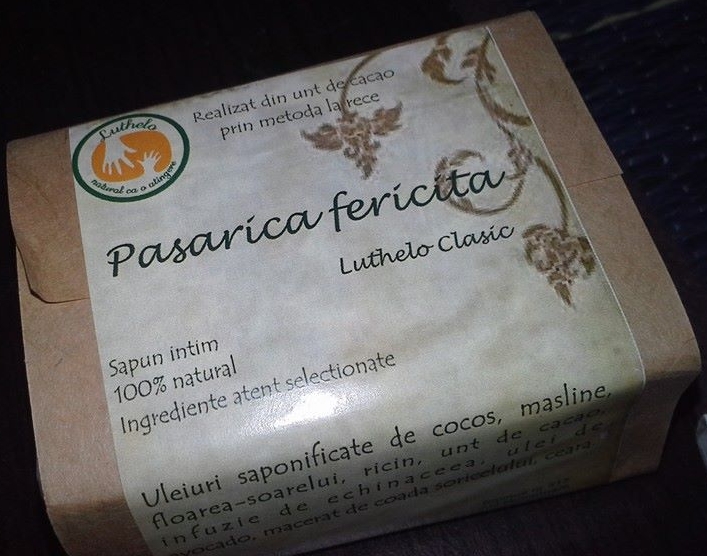 Luthelo
natural ca o atingere
Realizat din unt de cacao
prin metoda la rece
Pasarica fericita
Luthelo Clasic
Sapun intim
100% natural
Ingrediente atent selectionate
Uleiuri saponificate de cocos, masline,
floarea-soarelui, ricin, unt de cacao,
infuzie de echinaceea, ulei de
avocado, macerat de coada soricelului, ceara